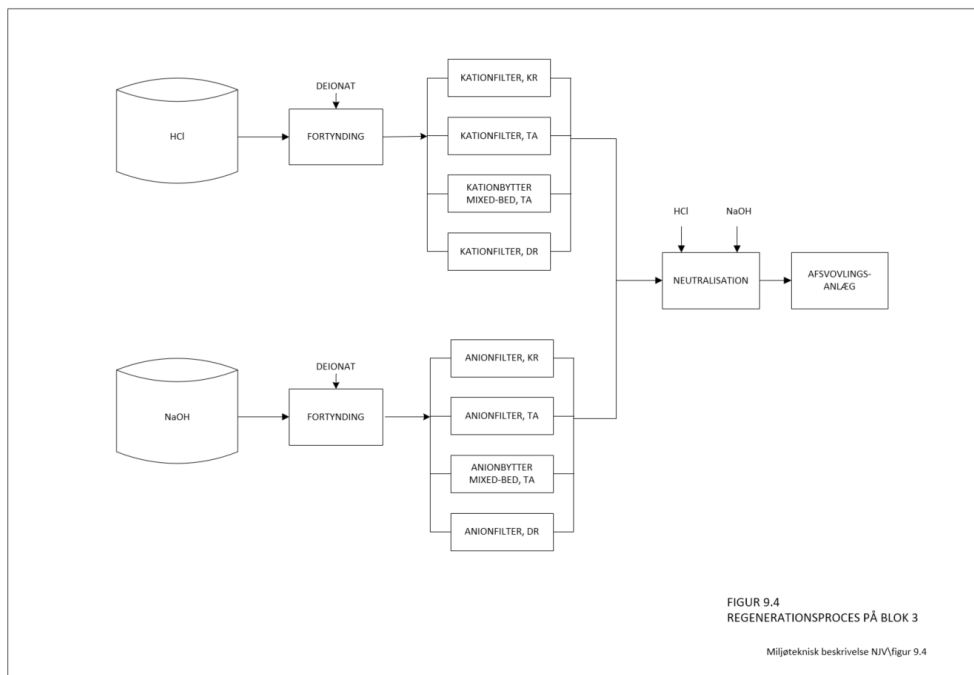 DEIONAT
HCl
FORTYNDING
KATIONFILTER, KR
KATIONFILTER, TA
KATIONBYTTER
MIXED-BED, TA
KATIONFILTER, DR
HCl
NaOH
NEUTRALISATION
AFSVOVLINGS-
ANLÆG
DEIONAT
NaOH
FORTYNDING
ANIONFILTER, KR
ANIONFILTER, TA
ANIONBYTTER
MIXED-BED, TA
ANIONFILTER, DR
FIGUR 9.4
REGENERATIONSPROCES PÅ BLOK 3
Miljøteknisk beskrivelse NJV\figur 9.4